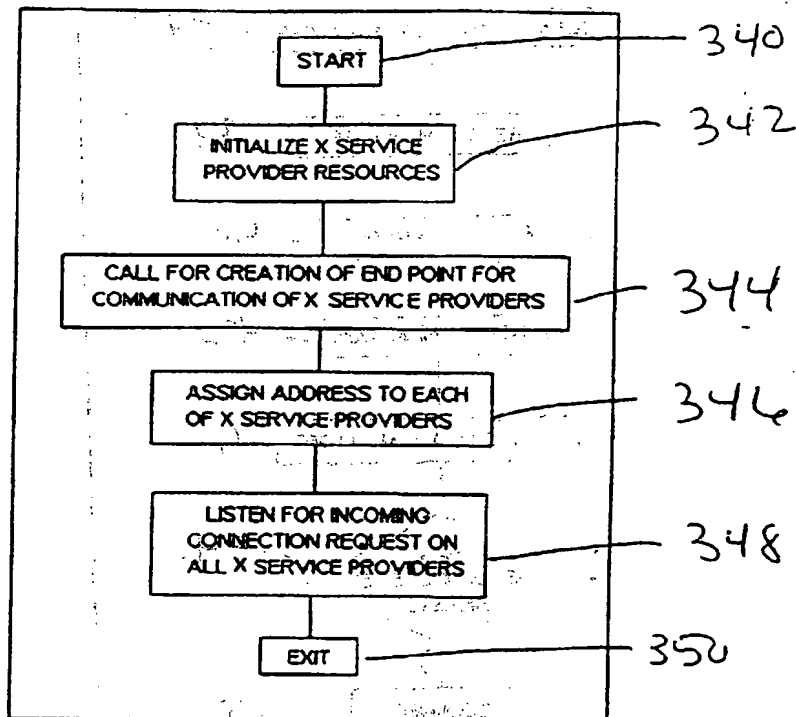 START
340
INITIALIZE X SERVICE
PROVIDER RESOURCES
342
CALL FOR CREATION OF END POINT FOR
COMMUNICATION OF X SERVICE PROVIDERS
344
ASSIGN ADDRESS TO EACH
OF X SERVICE PROVIDERS
346
LISTEN FOR INCOMING
CONNECTION REQUEST ON
ALL X SERVICE PROVIDERS
348
EXIT
350